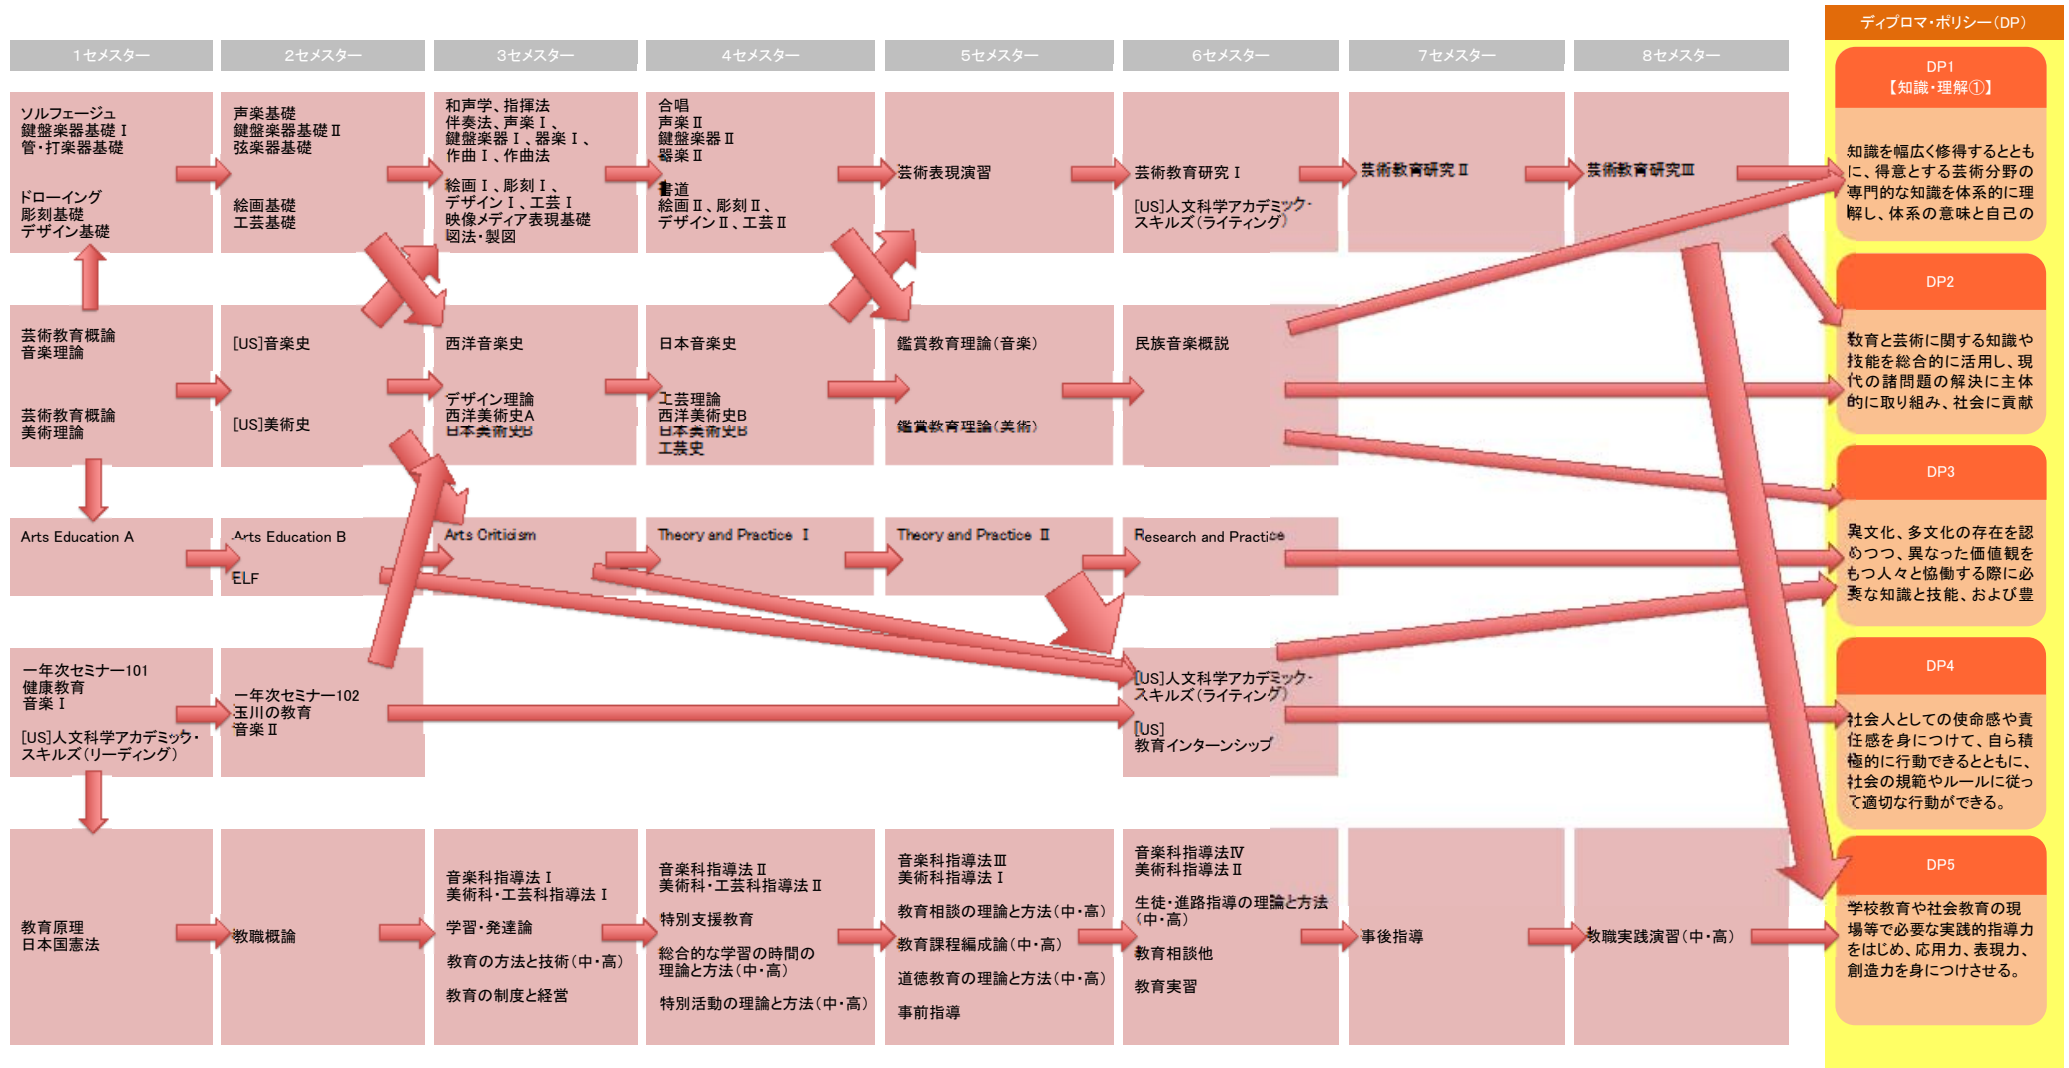 ディプロマ・ポリシー（DP）
1セメスター
2セメスター
3セメスター
4セメスター
5セメスター
6セメスター
7セメスター
8セメスター
ソルフェージュ
鍵盤楽器基礎Ⅰ
管・打楽器基礎
ドローイング
彫刻基礎
デザイン基礎
声楽基礎
鍵盤楽器基礎Ⅱ
弦楽器基礎
絵画基礎
工芸基礎
和声学、指揮法
伴奏法、声楽Ⅰ、
鍵盤楽器Ⅰ、器楽Ⅰ、
作曲Ⅰ、作曲法
絵画Ⅰ、彫刻Ⅰ、
デザインⅠ、工芸Ⅰ
映像メディア表現基礎
図法・製図
合唱
声楽Ⅱ
鍵盤楽器Ⅱ
器楽Ⅱ
書道
絵画Ⅱ、彫刻Ⅱ、
デザインⅡ、工芸Ⅱ
芸術表現演習
芸術教育研究Ⅰ
[US]人文科学アカデミック・
スキルズ（ライティング）
芸術教育研究Ⅱ
芸術教育研究Ⅲ
芸術教育概論
音楽理論
芸術教育概論
美術理論
[US]音楽史
[US]美術史
西洋音楽史
デザイン理論
西洋美術史A
日本美術史B
日本音楽史
工芸理論
西洋美術史B
日本美術史B
工芸史
鑑賞教育理論（音楽）
鑑賞教育理論（美術）
民族音楽概説
Arts Education A
Arts Education B
ELF
Arts Criticism
Theory and Practice Ⅰ
Theory and Practice Ⅱ
Research and Practice
一年次セミナー101
健康教育
音楽Ⅰ
[US]人文科学アカデミック・
スキルズ（リーディング）
一年次セミナー102
玉川の教育
音楽Ⅱ
[US]人文科学アカデミック・
スキルズ（ライティング）
[US]
教育インターンシップ
教育原理
日本国憲法
教職概論
音楽科指導法Ⅰ
美術科・工芸科指導法Ⅰ
学習・発達論
教育の方法と技術（中・高）
教育の制度と経営
音楽科指導法Ⅱ
美術科・工芸科指導法Ⅱ
特別支援教育
総合的な学習の時間の
理論と方法（中・高）
特別活動の理論と方法（中・高）
音楽科指導法Ⅲ
美術科指導法Ⅰ
教育相談の理論と方法（中・高）
教育課程編成論（中・高）
道徳教育の理論と方法（中・高）
事前指導
音楽科指導法Ⅳ
美術科指導法Ⅱ
生徒・進路指導の理論と方法
（中・高）
教育相談他
教育実習
事後指導
教職実践演習（中・高）
DP1
【知識・理解①】
知識を幅広く修得するととも
に、得意とする芸術分野の
専門的な知識を体系的に理
解し、体系の意味と自己の
DP2
教育と芸術に関する知識や
技能を総合的に活用し、現
代の諸問題の解決に主体
的に取り組み、社会に貢献
DP3
異文化、多文化の存在を認
めつつ、異なった価値観を
もつ人々と恊働する際に必
要な知識と技能、および豊
DP4
社会人としての使命感や責
任感を身につけて、自ら積
極的に行動できるとともに、
社会の規範やルールに従っ
て適切な行動ができる。
DP5
学校教育や社会教育の現
場等で必要な実践的指導力
をはじめ、応用力、表現力、
創造力を身につけさせる。